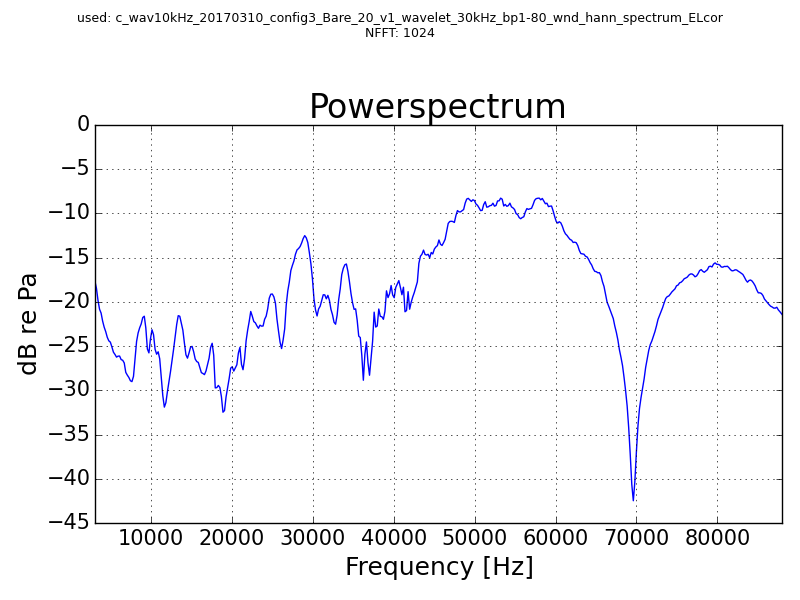 used: c_wav10kHz_20170310_config3_Bare_20_v1_wavelet_30kHz_bp1-80_wnd_hann_spectrum_ELcor
NFFT: 1024
Powerspectrum
dB re Pa
0
−5
−10
−15
−20
−25
−30
−35
−40
−45
10000 20000 30000 40000 50000 60000 70000 80000
Frequency [Hz]